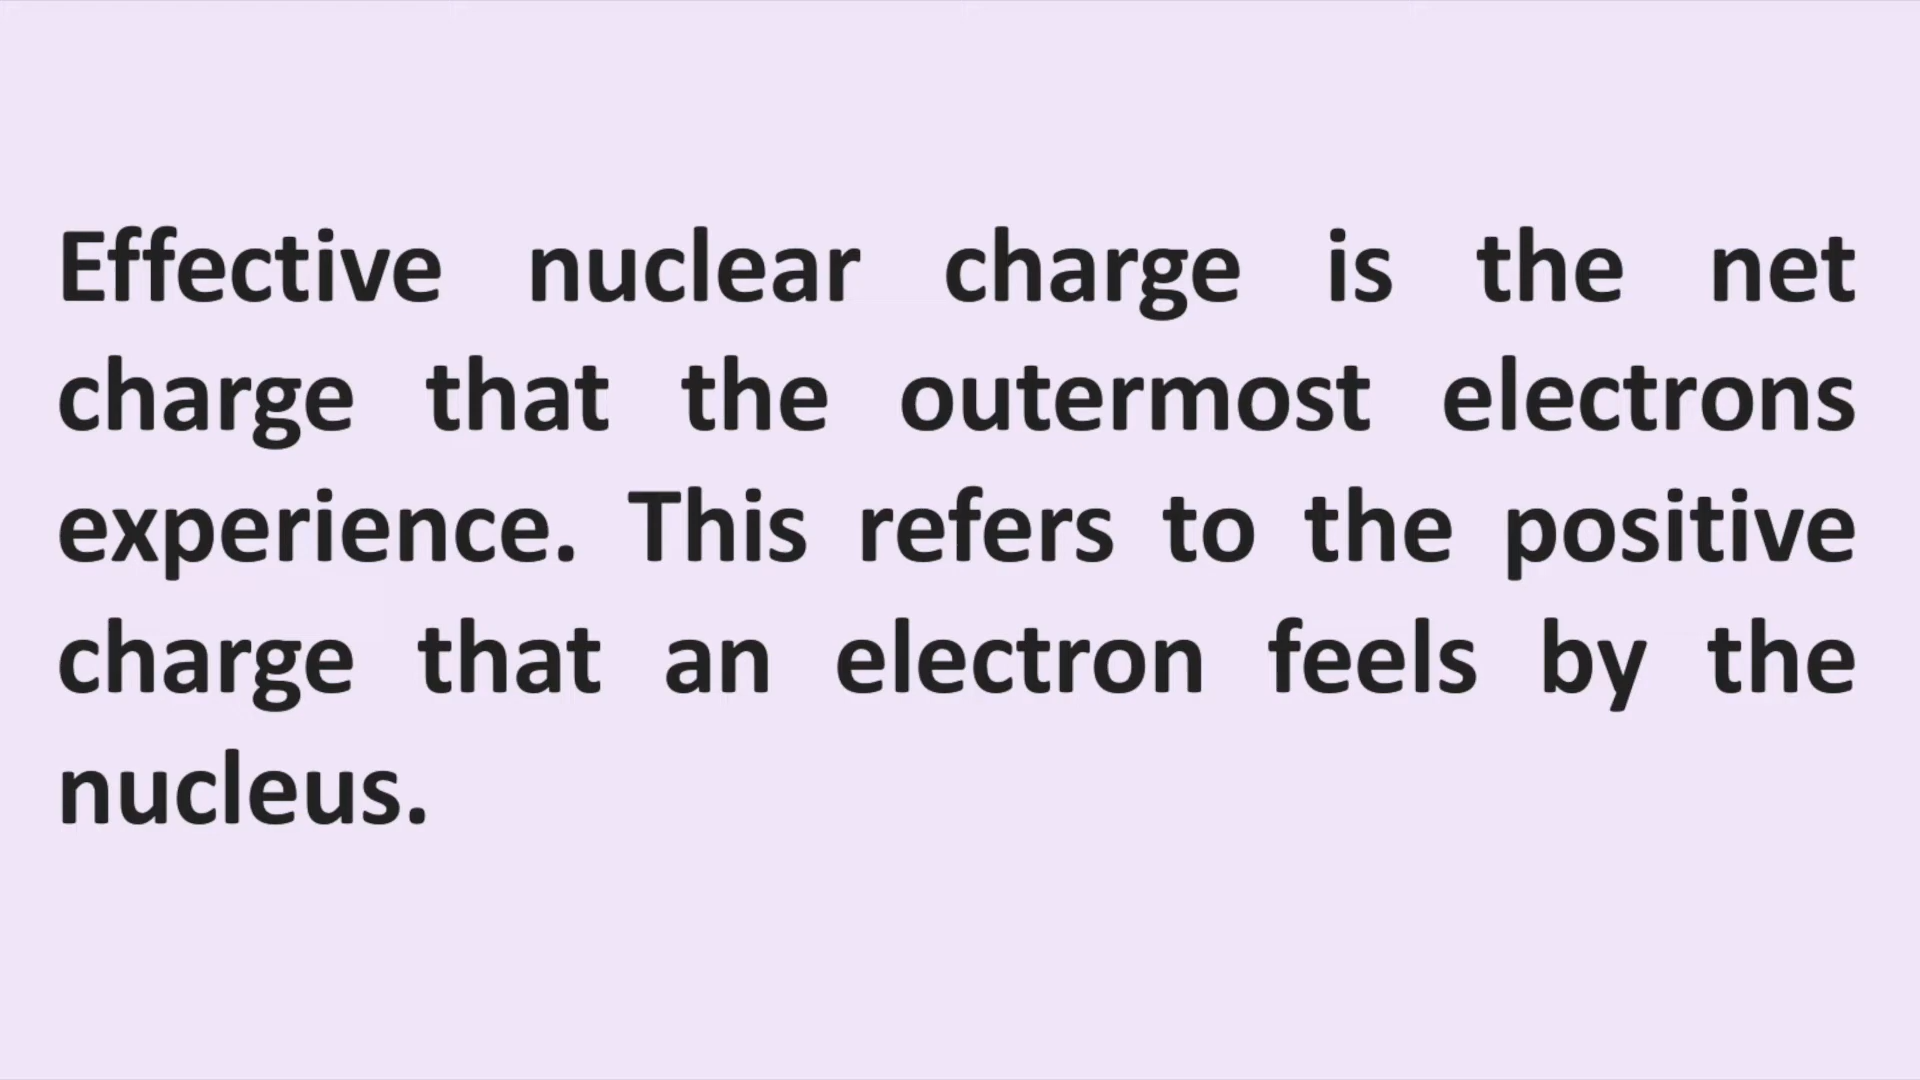 Effective nuclear charge is the net
charge that the outermost electrons
experience. This refers to the positive
charge that an electron feels by the
nucleus.